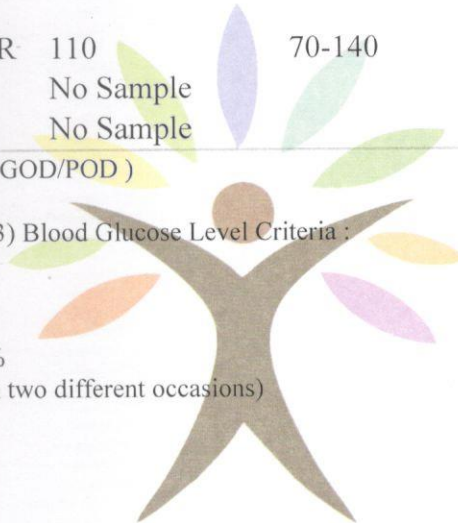 R 110 70-140
No Sample
No Sample
GOD/POD )
3) Blood Glucose Level Criteria :
%
two different occasions)